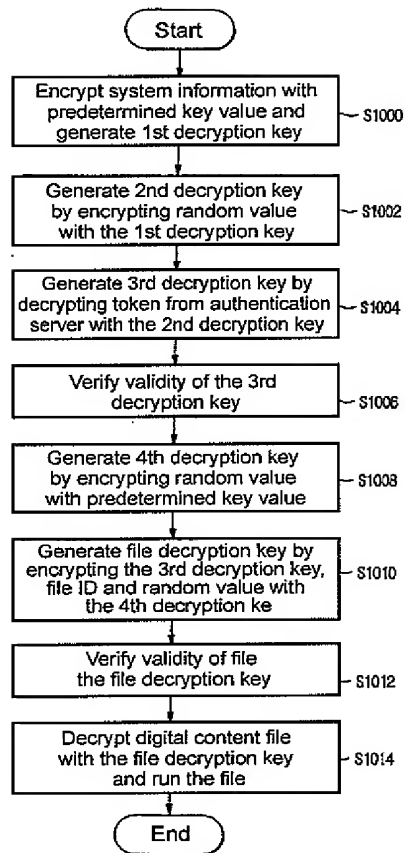 Start
Encrypt system information with
predetermined key value and
generate 1st decryption key
S1000
Generate 2nd decryption key
by encrypting random value
with the 1st decryption key
S1002
Generate 3rd decryption key by
decrypting token from authentication
server with the 2nd decryption key
S1004
Verify validity of the 3rd
decryption key
S1006
Generate 4th decryption key
by encrypting random value
with predetermined key value
S1008
Generate file decryption key by
encrypting the 3rd decryption key,
file ID and random value with
the 4th decryption ke
S1010
Verify validity of file
the file decryption key
S1012
Decrypt digital content file
with the file decryption key
and run the file
S1014
End